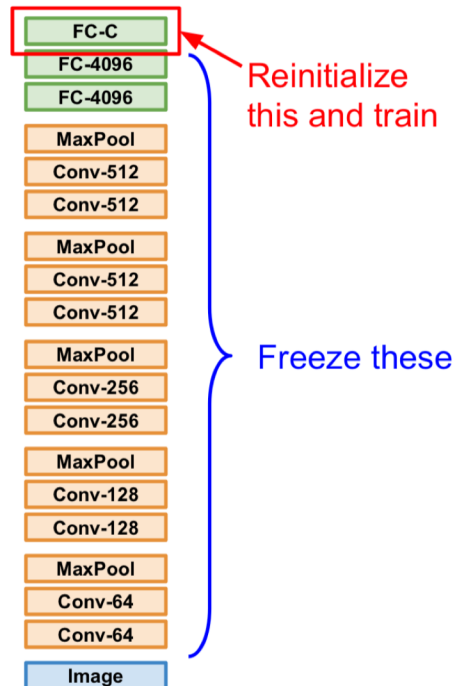 FC-C
FC-4096
FC-4096
MaxPool
Conv-512
Conv-512
MaxPool
Conv-512
Conv-512
MaxPool
Conv-256
Conv-256
MaxPool
Conv-128
Conv-128
MaxPool
Conv-64
Conv-64
Image
Reinitialize
this and train
Freeze these